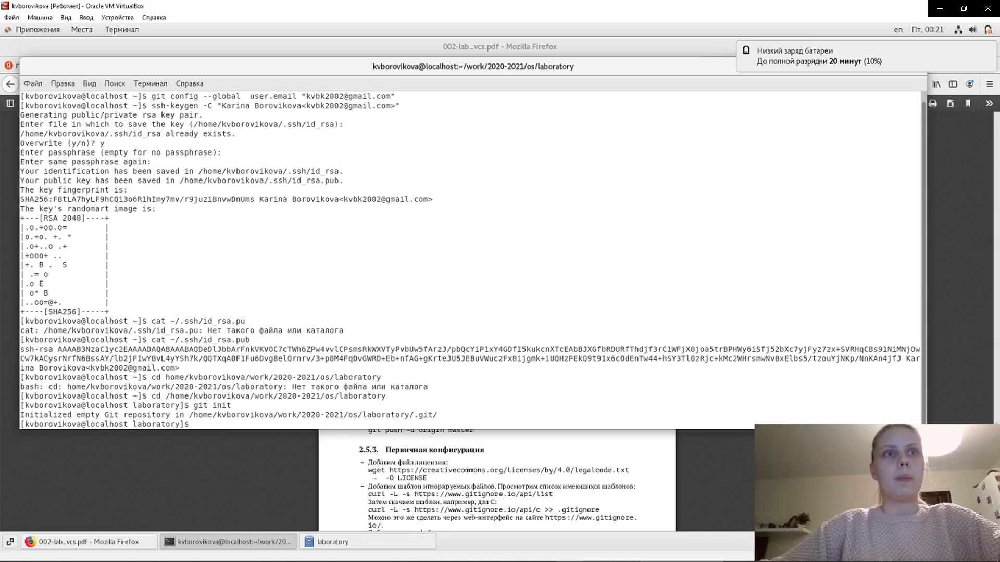 kvborovikova [Работает] - Oracle VM VirtualBox
Файл Машина Вид Ввод Устройства Справка
Приложения Места Терминал en Пт, 00:21
002-lab_vcs.pdf - Mozilla Firefox
Низкий заряд батареи
До полной разрядки 20 минут (10%)
kvborovikova@localhost:~/work/2020-2021/os/laboratory
Файл Правка Вид Поиск Терминал Справка
[kvborovikova@localhost ~]$ git config --global  user.email "kvbk2002@gmail.com"
[kvborovikova@localhost ~]$ ssh-keygen -C "Karina Borovikova<kvbk2002@gmail.com>"
Generating public/private rsa key pair.
Enter file in which to save the key (/home/kvborovikova/.ssh/id_rsa):
/home/kvborovikova/.ssh/id_rsa already exists.
Overwrite (y/n)? y
Enter passphrase (empty for no passphrase):
Enter same passphrase again:
Your identification has been saved in /home/kvborovikova/.ssh/id_rsa.
Your public key has been saved in /home/kvborovikova/.ssh/id_rsa.pub.
The key fingerprint is:
SHA256:FBtLA7hyLF9hCQi3o6R1hImy7mv/r9juziBnvwDnUms Karina Borovikova<kvbk2002@gmail.com>
The key's randomart image is:
+---[RSA 2048]----+
|.o.+oo.o=        |
|o.+o. +. *       |
|.o+..o .+        |
|+ooo+ ..         |
|+. B .  S        |
| .= o            |
|.o E             |
| o* B            |
|..oo=@+.         |
+----[SHA256]-----+
[kvborovikova@localhost ~]$ cat ~/.ssh/id_rsa.pu
cat: /home/kvborovikova/.ssh/id_rsa.pu: Нет такого файла или каталога
[kvborovikova@localhost ~]$ cat ~/.ssh/id_rsa.pub
ssh-rsa AAAAB3NzaC1yc2EAAAADAQABAAABAQDeDlJbbArFnkVKVOC7cTWh6ZPw4vvlCPsmsRkWXVTyPvbUw5fArzJ/pbQcYiP1xY4GDfI5kukcnXTcEAbBJXGfbRDURfThdjf3rC1WFjX0joa5trBPHWy6iSfj52bXc7yjFyz7zx+SVRHqCBs91NiMNjOw
Cw7kACysrNrfN6BssAY/lb2jFIwYBvL4yYSh7k/QQTXqA0F1Fu6Dvg8elQrnrv/3+p0M4FqDvGWRD+Eb+nfAG+gKrteJU5JEBuVWuczFxBijgmk+iUQHzPEkQ9t91x6cOdEnTw44+hSY3Tl0zRjc+kMc2WHrsmwNvBxElbs5/tzouYjNKp/NnKAn4jfJ Kar
ina Borovikova<kvbk2002@gmail.com>
[kvborovikova@localhost ~]$ cd home/kvborovikova/work/2020-2021/os/laboratory
bash: cd: home/kvborovikova/work/2020-2021/os/laboratory: Нет такого файла или каталога
[kvborovikova@localhost ~]$ cd /home/kvborovikova/work/2020-2021/os/laboratory
[kvborovikova@localhost laboratory]$ git init
Initialized empty Git repository in /home/kvborovikova/work/2020-2021/os/laboratory/.git/
[kvborovikova@localhost laboratory]$
git push -u origin master
2.5.3. Первичная конфигурация
– Добавим файл лицензии:
wget https://creativecommons.org/licenses/by/4.0/legalcode.txt
-O LICENSE
– Добавим шаблон игнорируемых файлов. Просмотрим список имеющихся шаблонов:
curl -L -s https://www.gitignore.io/api/list
Затем скачаем шаблон, например, для C:
curl -L -s https://www.gitignore.io/api/c >> .gitignore
Можно это же сделать через web-интерфейс на сайте https://www.gitignore.
io/.
002-lab_vcs.pdf - Mozilla Firefox kvborovikova@localhost:~/work/20... laboratory